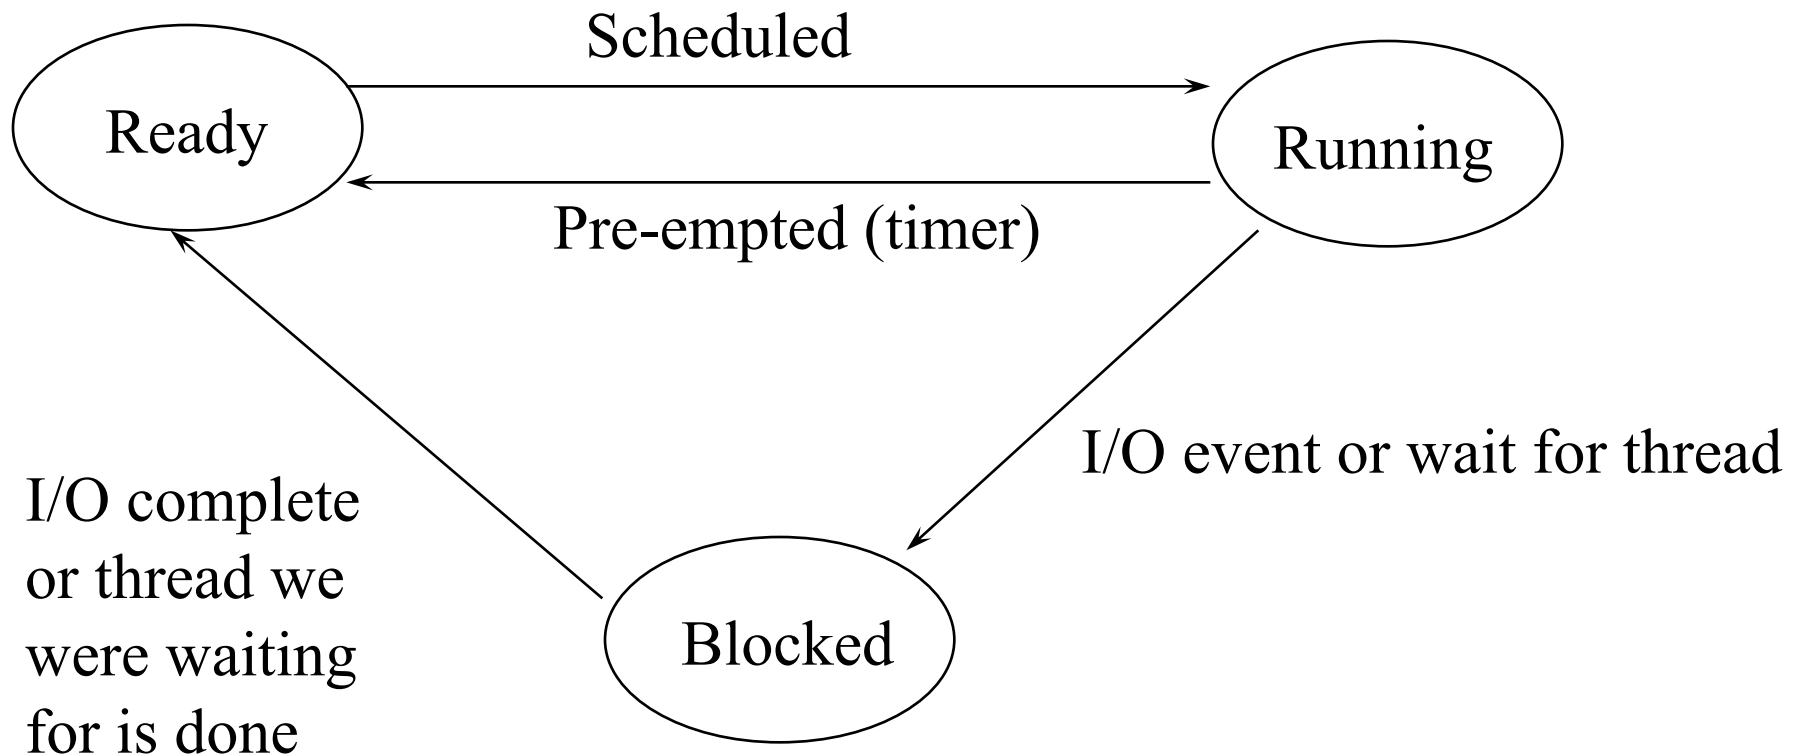 Scheduled
Ready
Running
Pre-empted (timer)
I/O event or wait for thread
I/O complete
or thread we
were waiting
for is done
Blocked